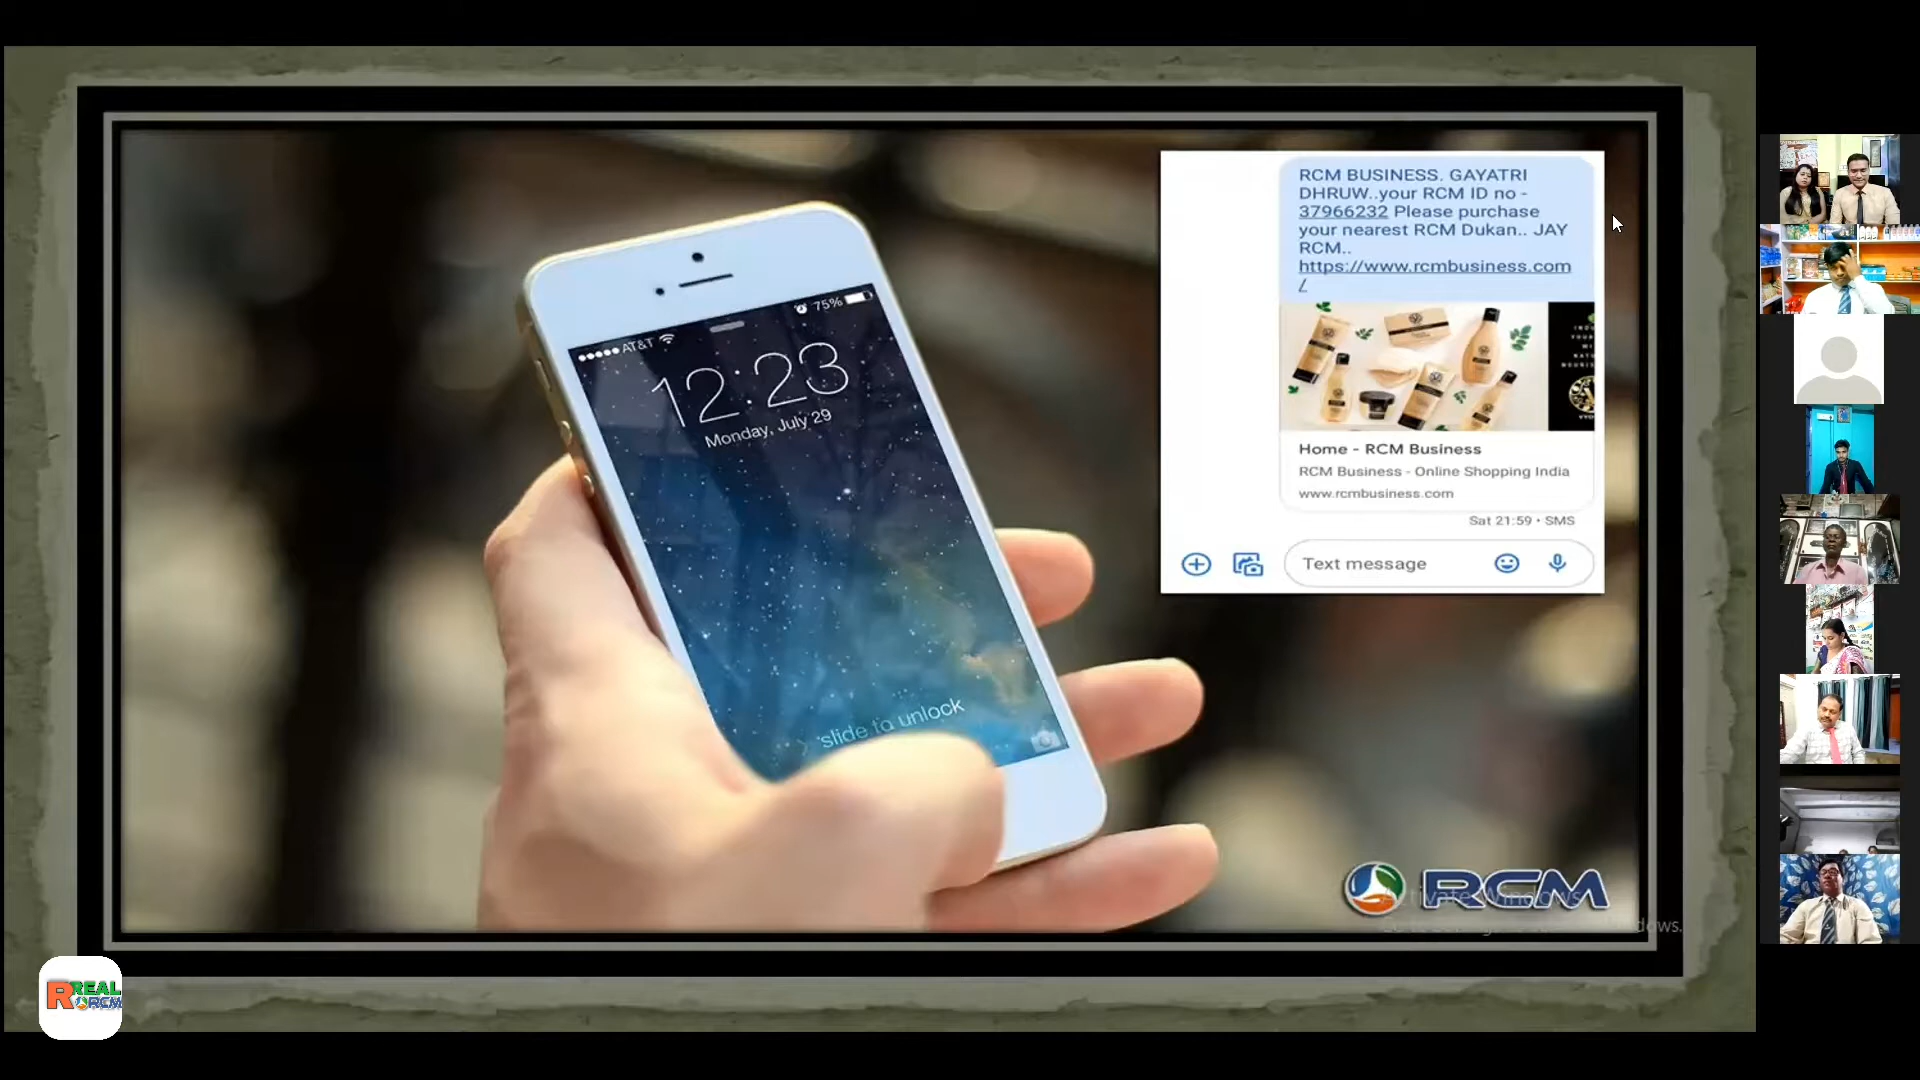 RCM BUSINESS. GAYATRI
DHRUW..your RCM ID no -
37966232 Please purchase
your nearest RCM Dukan.. JAY
RCM..
https://www.rcmbusiness.com
/
Home - RCM Business
RCM Business - Online Shopping India
www.rcmbusiness.com
Sat 21:59 • SMS
Text message
AT&T
75%
12:23
Monday, July 29
slide to unlock
RCM
Activate Windows
REAL
RCM